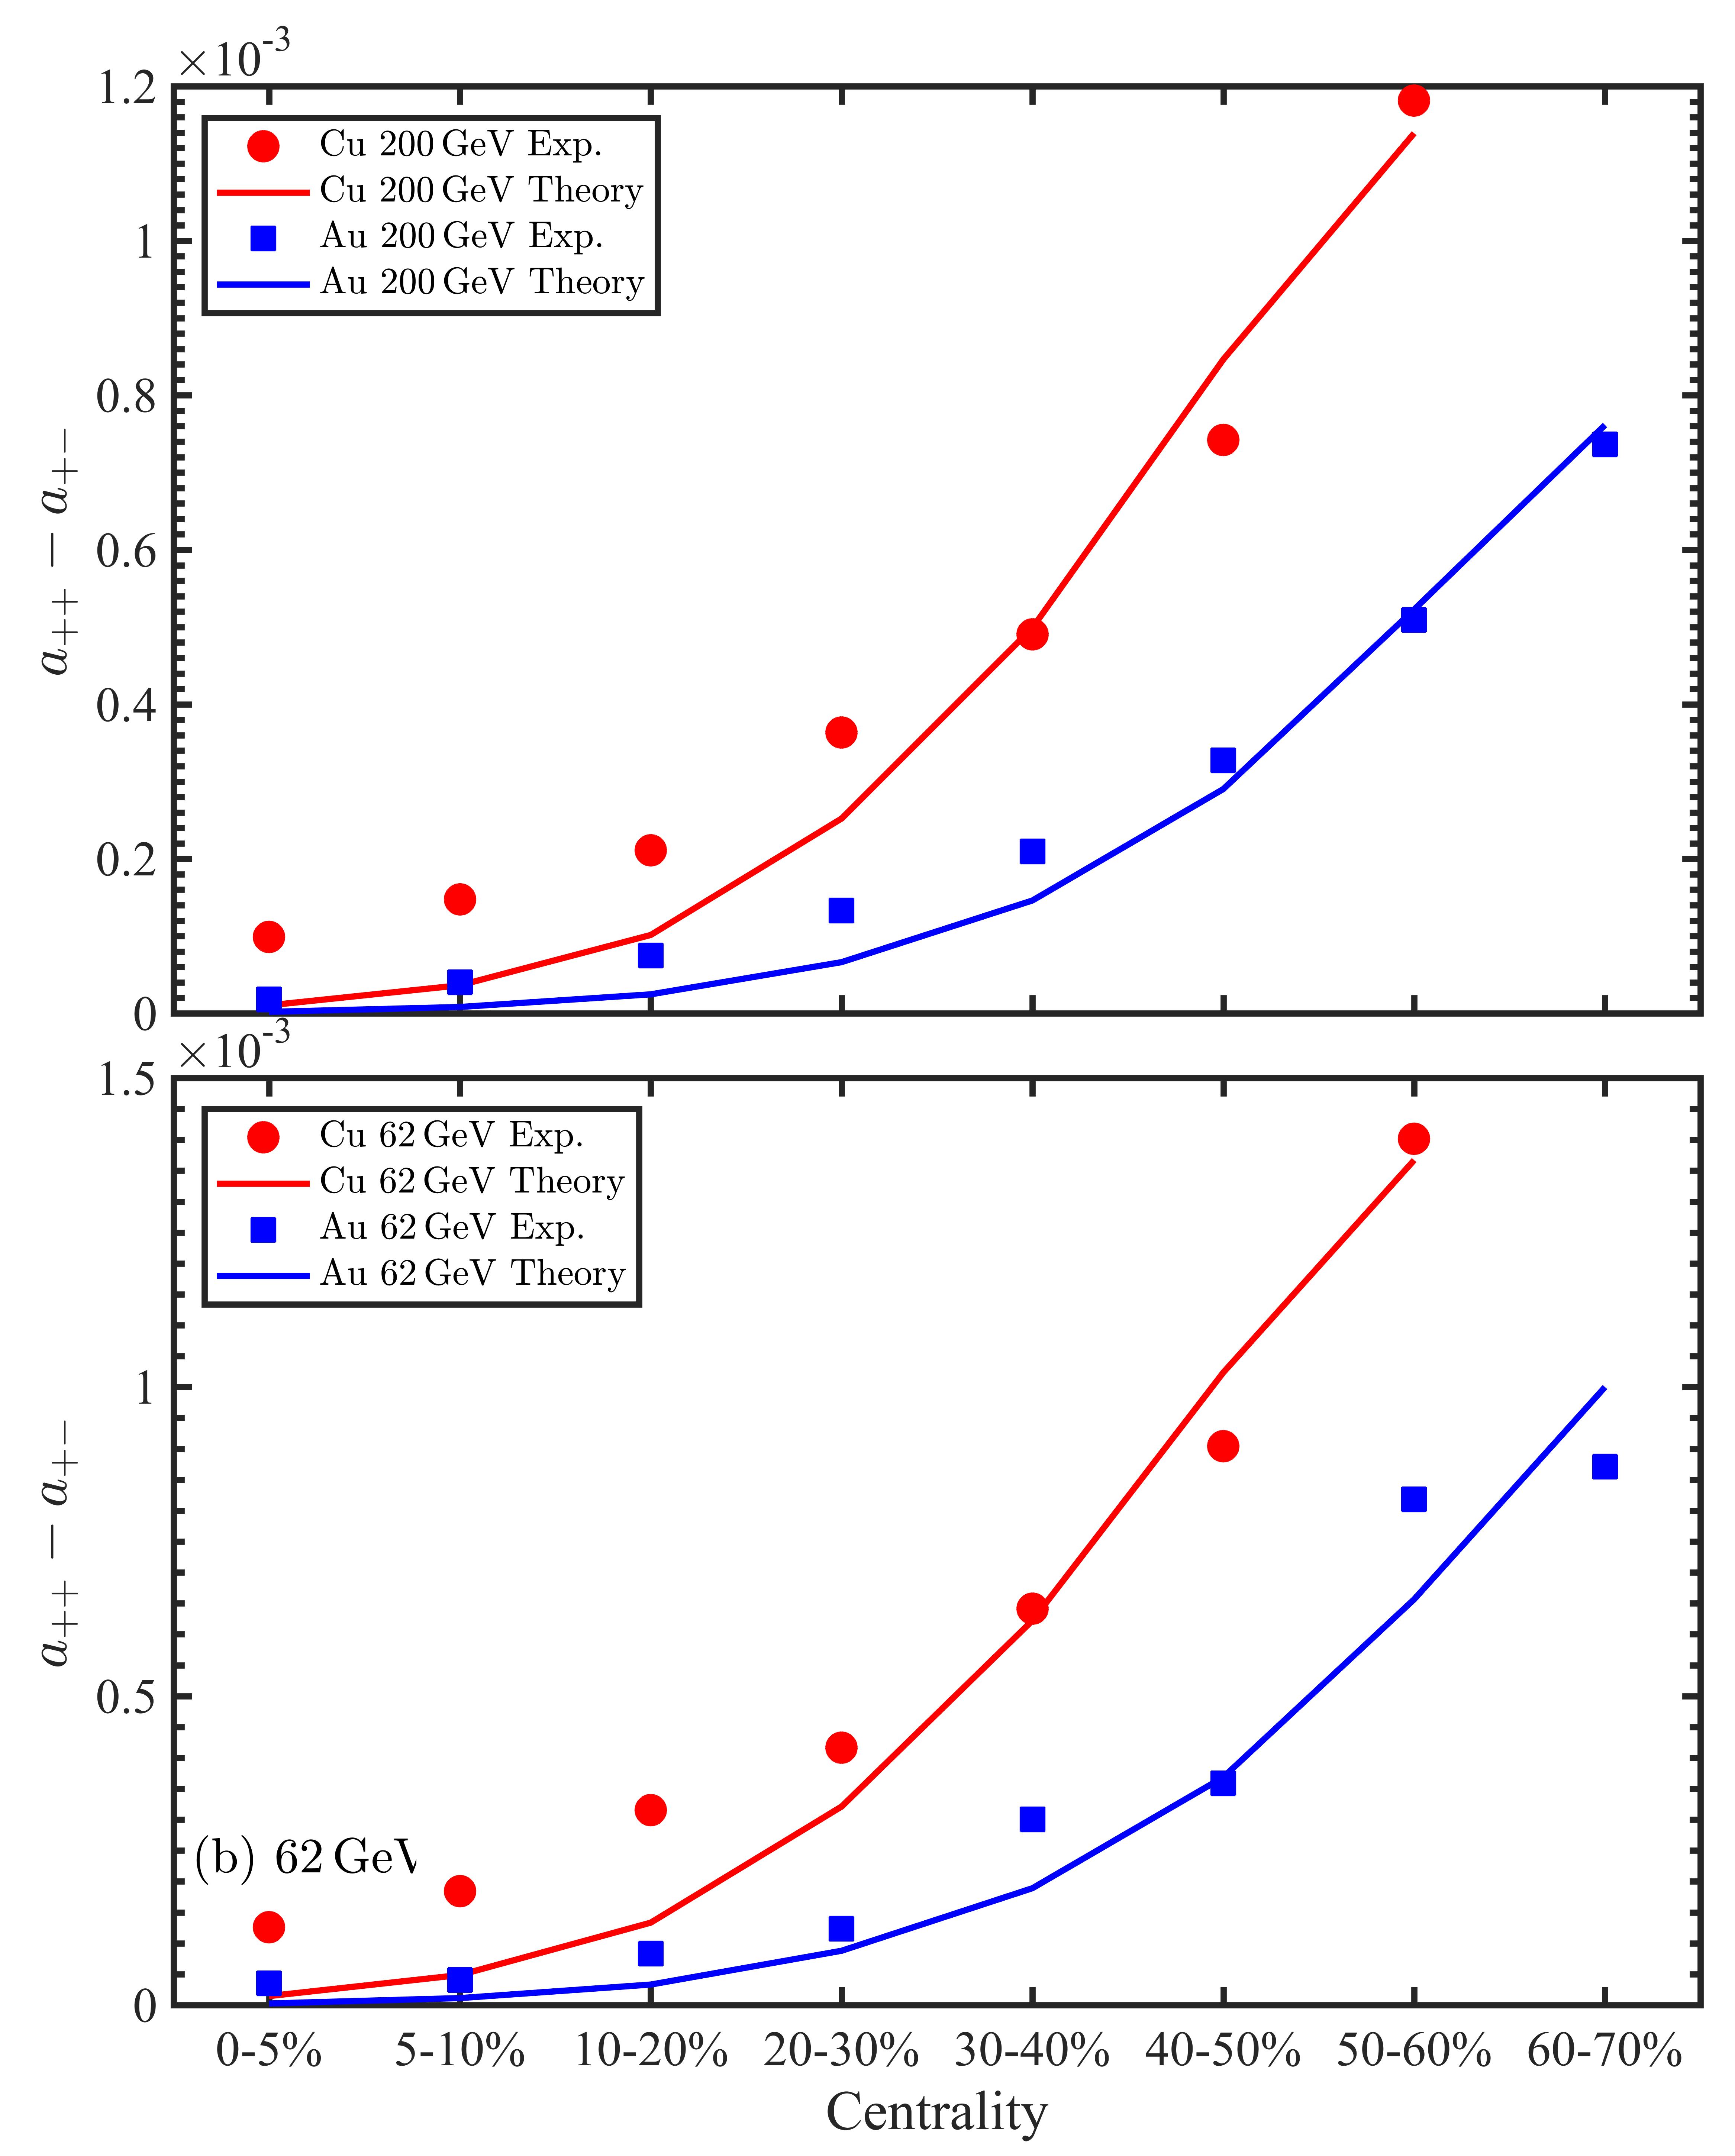 ×10-3
1.2
1
0.8
0.6
0.4
0.2
0
a++ − a+−
Cu 200 GeV Exp.
Cu 200 GeV Theory
Au 200 GeV Exp.
Au 200 GeV Theory
×10-3
1.5
1
0.5
0
a++ − a+−
Cu 62 GeV Exp.
Cu 62 GeV Theory
Au 62 GeV Exp.
Au 62 GeV Theory
(b) 62 GeV
0-5% 5-10% 10-20% 20-30% 30-40% 40-50% 50-60% 60-70%
Centrality